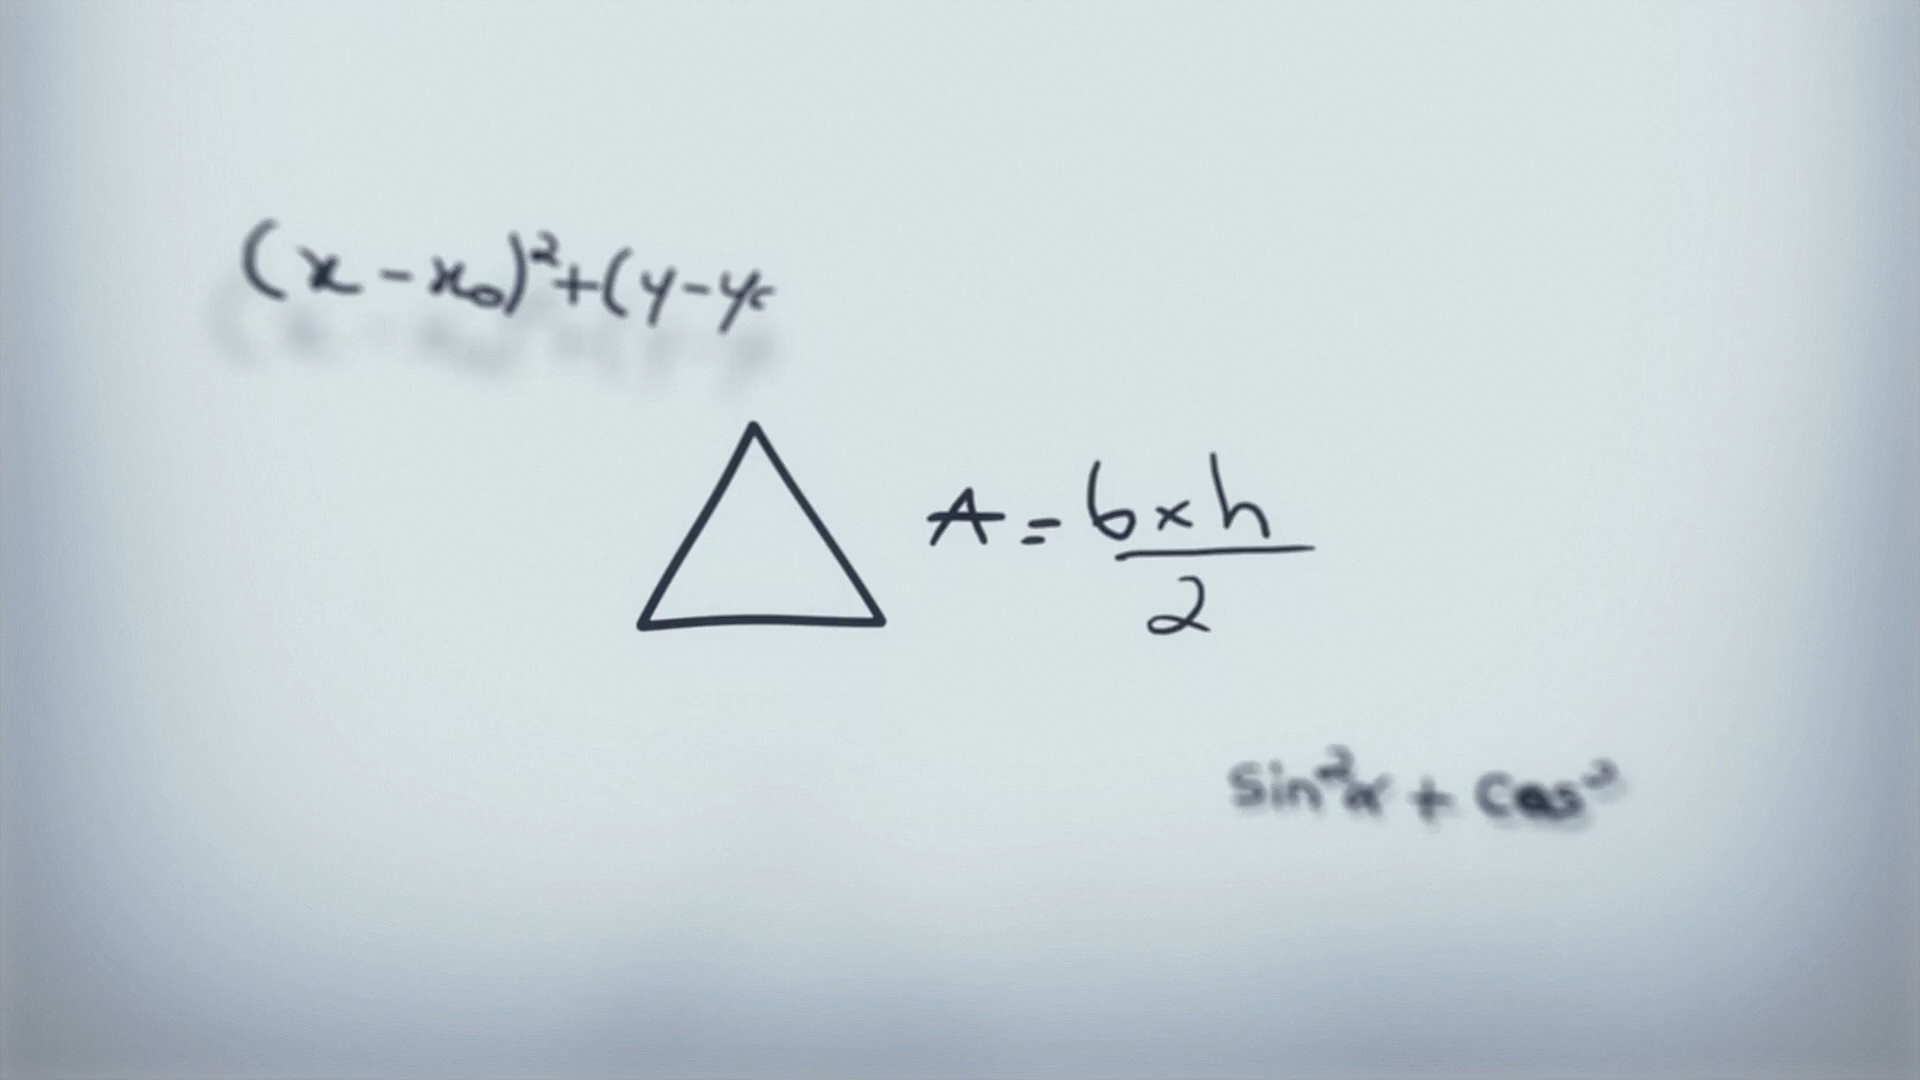 (x - x₀)² + (y - y
A = b x h
2
sin²x + cos²